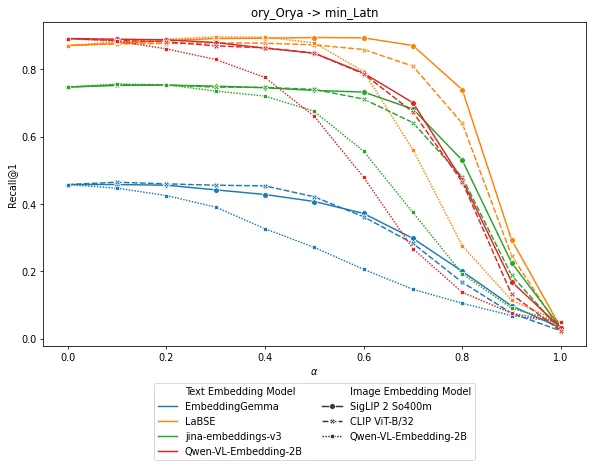 ory_Orya -> min_Latn
Recall@1
0.8
0.6
0.4
0.2
0.0
0.0 0.2 0.4 0.6 0.8 1.0
α
Text Embedding Model
EmbeddingGemma
LaBSE
jina-embeddings-v3
Qwen-VL-Embedding-2B
Image Embedding Model
SigLIP 2 So400m
CLIP ViT-B/32
Qwen-VL-Embedding-2B